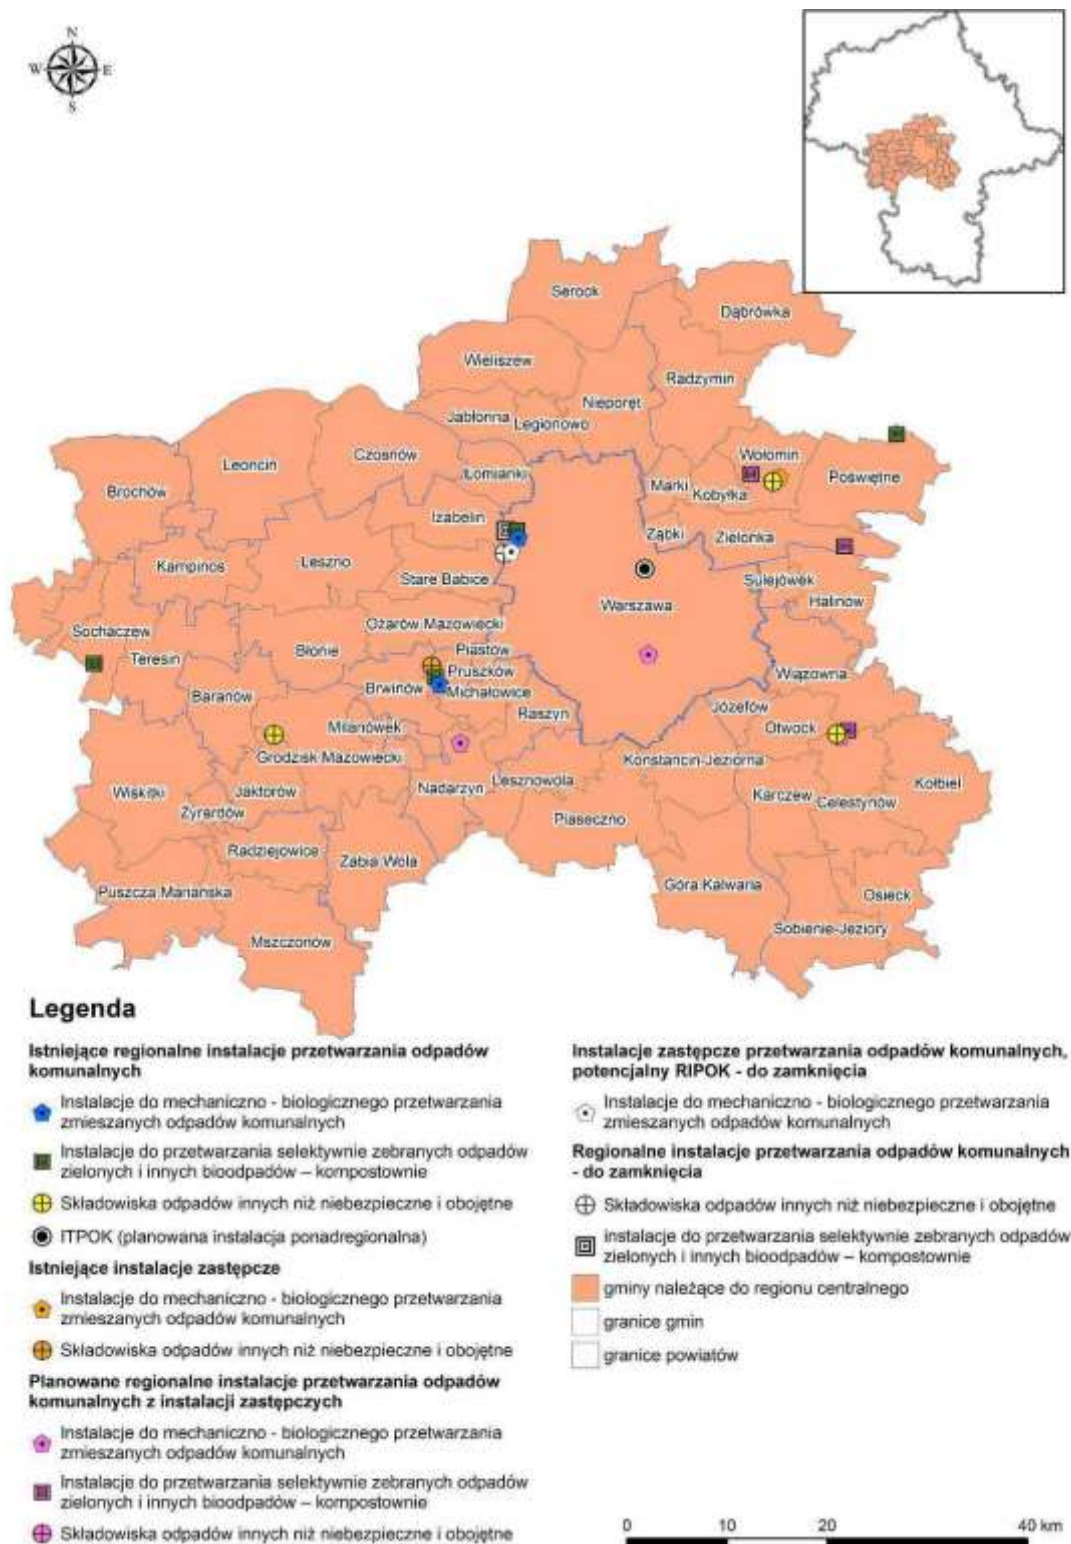 N
W E
S
Serock
Dąbrówka
Wieliszew
Radzymin
Nieporęt
Jabłonna
Legionowo
Czosnów
Wołomin
Leoncin
Łomianki
Poświętne
Brochów
Marki
Kobyłka
Izabelin
Ząbki
Zielonka
Kampinos
Leszno
Stare Babice
Sulejówek
Halinów
Warszawa
Ożarów Mazowiecki
Sochaczew
Teresin
Błonie
Piastów
Pruszków
Wiązowna
Baranów
Brwinów
Michałowice
Józefów
Raszyn
Milanówek
Otwock
Grodzisk Mazowiecki
Konstancin-Jeziorna
Wiskitki
Jaktorów
Nadarzyn
Lesznowola
Karczew
Celestynów
Kołbiel
Żyrardów
Piaseczno
Radziejowice
Żabia Wola
Puszcza Mariańska
Góra Kalwaria
Osieck
Mszczonów
Sobienie-Jeziory
Legenda
Istniejące regionalne instalacje przetwarzania odpadów
komunalnych
Instalacje do mechaniczno - biologicznego przetwarzania
zmieszanych odpadów komunalnych
Instalacje do przetwarzania selektywnie zebranych odpadów
zielonych i innych bioodpadów – kompostownie
Składowiska odpadów innych niż niebezpieczne i obojętne
ITPOK (planowana instalacja ponadregionalna)
Istniejące instalacje zastępcze
Instalacje do mechaniczno - biologicznego przetwarzania
zmieszanych odpadów komunalnych
Składowiska odpadów innych niż niebezpieczne i obojętne
Planowane regionalne instalacje przetwarzania odpadów
komunalnych z instalacji zastępczych
Instalacje do mechaniczno - biologicznego przetwarzania
zmieszanych odpadów komunalnych
Instalacje do przetwarzania selektywnie zebranych odpadów
zielonych i innych bioodpadów – kompostownie
Składowiska odpadów innych niż niebezpieczne i obojętne
Instalacje zastępcze przetwarzania odpadów komunalnych,
potencjalny RIPOK - do zamknięcia
Instalacje do mechaniczno - biologicznego przetwarzania
zmieszanych odpadów komunalnych
Regionalne instalacje przetwarzania odpadów komunalnych
- do zamknięcia
Składowiska odpadów innych niż niebezpieczne i obojętne
instalacje do przetwarzania selektywnie zebranych odpadów
zielonych i innych bioodpadów – kompostownie
gminy należące do regionu centralnego
granice gmin
granice powiatów
0 10 20 40 km